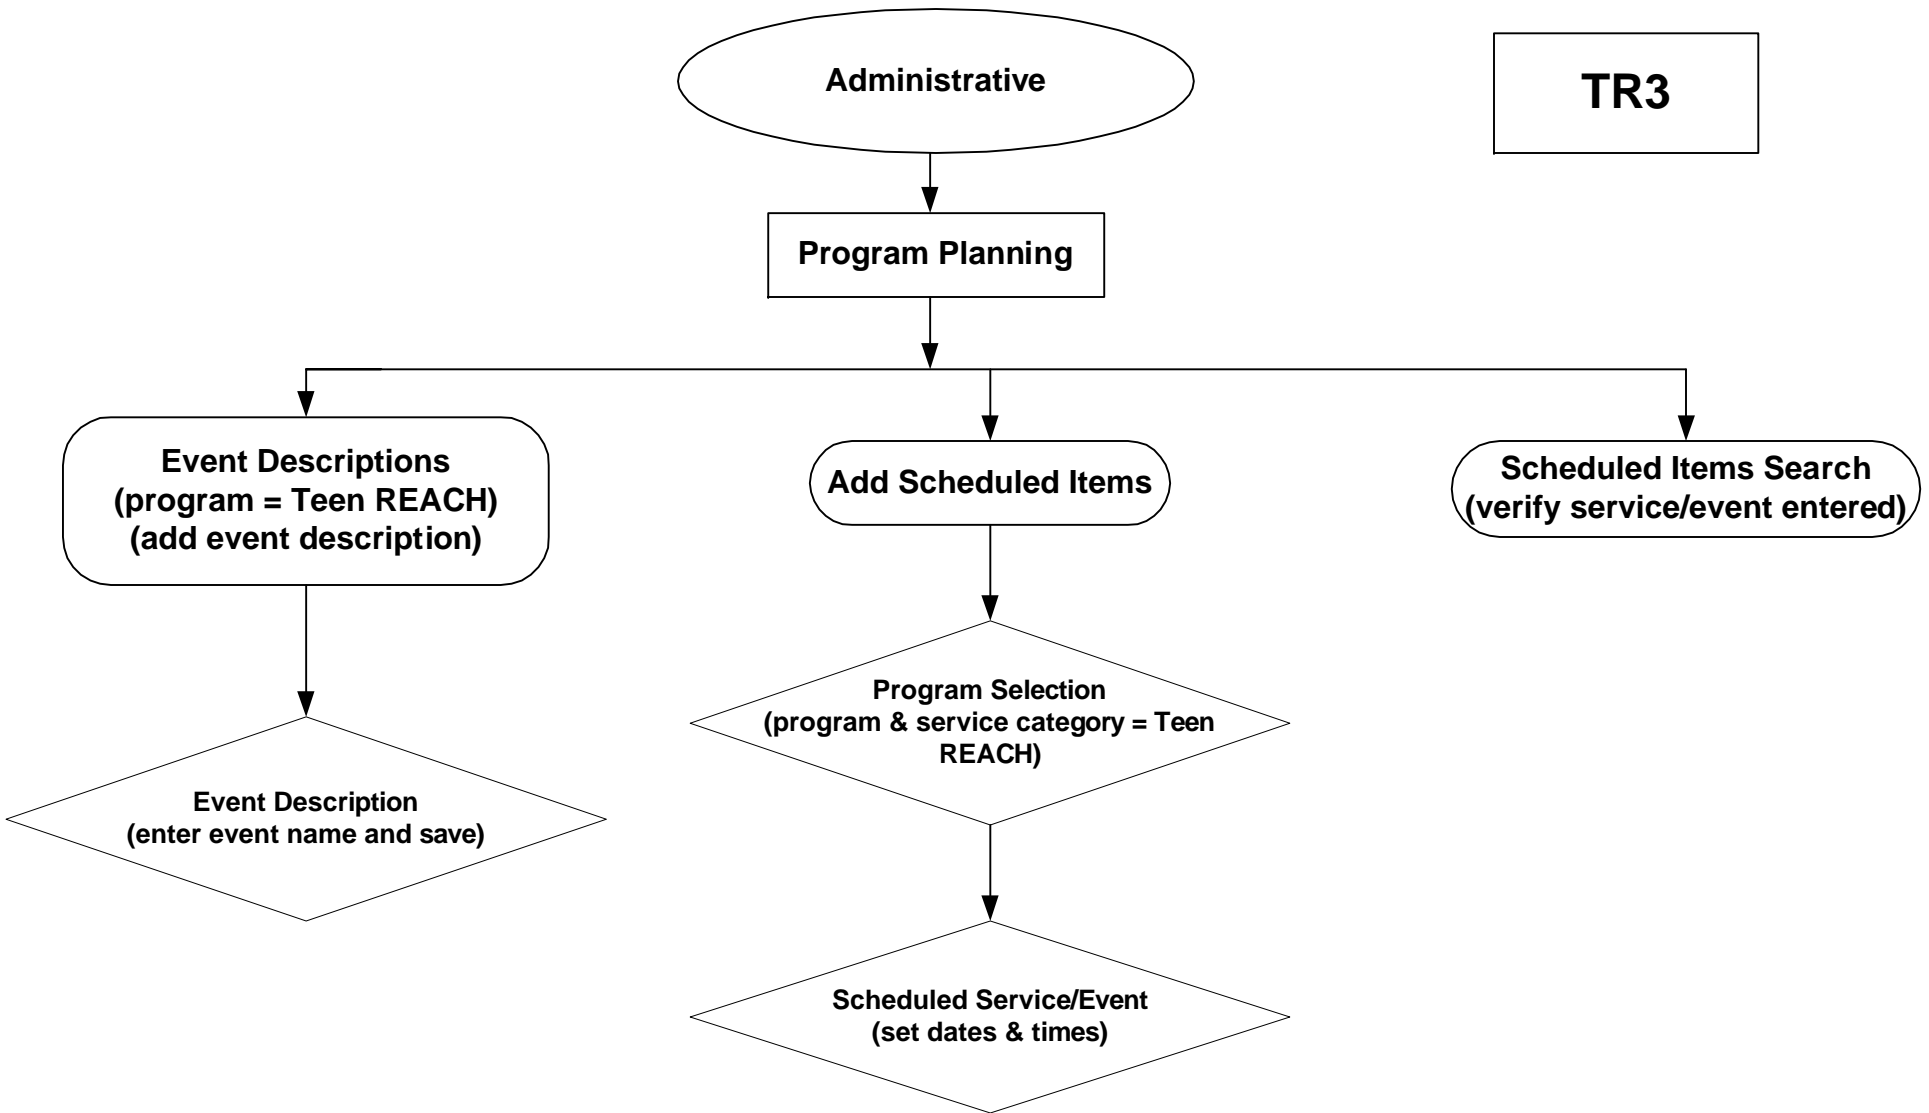 Administrative
TR3
Program Planning
Event Descriptions
(program = Teen REACH)
(add event description)
Add Scheduled Items
Scheduled Items Search
(verify service/event entered)
Program Selection
(program & service category = Teen
REACH)
Event Description
(enter event name and save)
Scheduled Service/Event
(set dates & times)